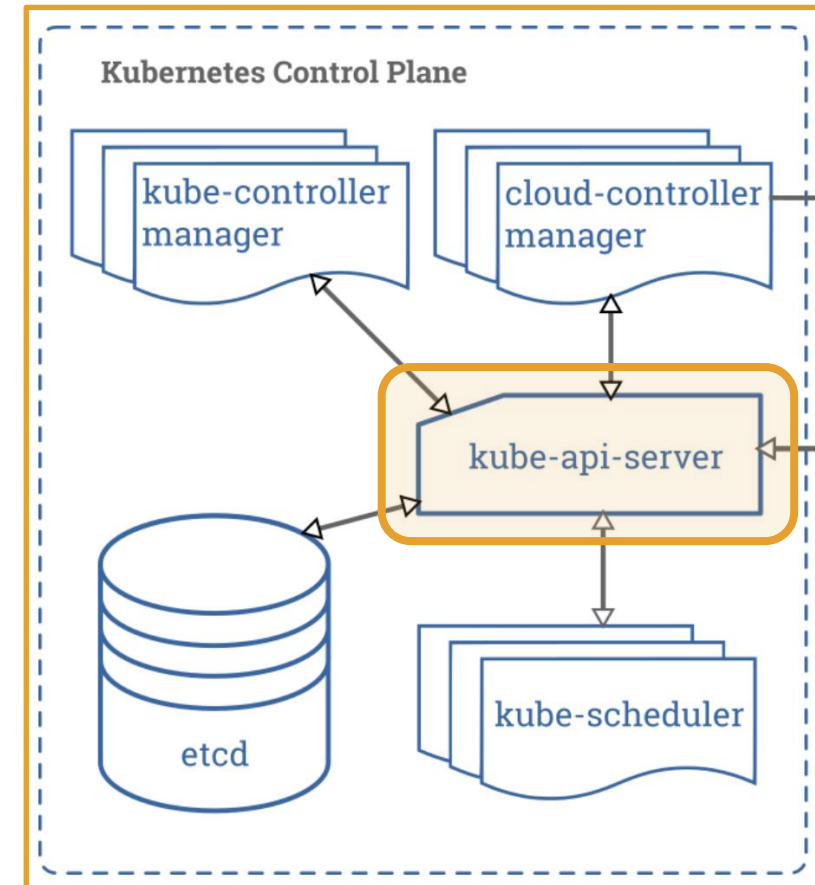 Kubernetes Control Plane
kube-controller
manager
cloud-controller
manager
kube-api-server
etcd
kube-scheduler